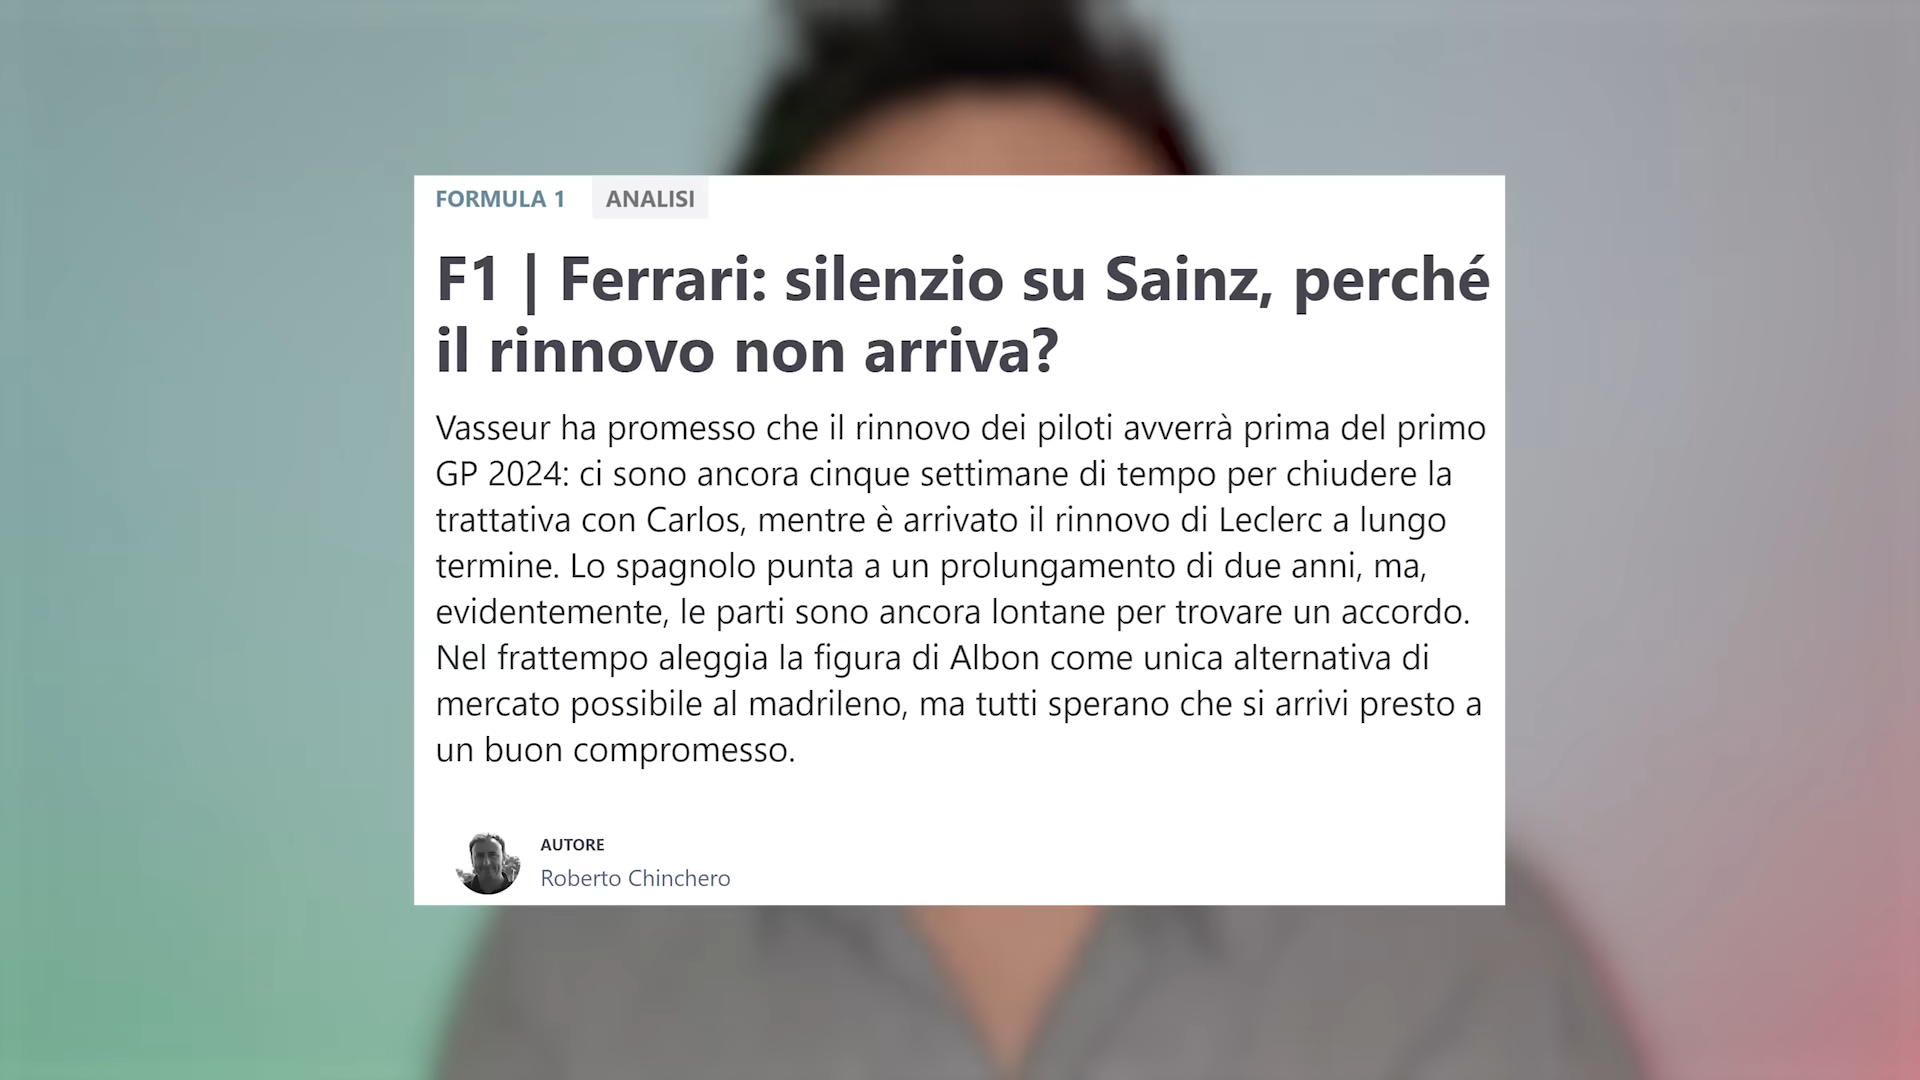 FORMULA 1 ANALISI
F1 | Ferrari: silenzio su Sainz, perché
il rinnovo non arriva?
Vasseur ha promesso che il rinnovo dei piloti avverrà prima del primo
GP 2024: ci sono ancora cinque settimane di tempo per chiudere la
trattativa con Carlos, mentre è arrivato il rinnovo di Leclerc a lungo
termine. Lo spagnolo punta a un prolungamento di due anni, ma,
evidentemente, le parti sono ancora lontane per trovare un accordo.
Nel frattempo aleggia la figura di Albon come unica alternativa di
mercato possibile al madrileno, ma tutti sperano che si arrivi presto a
un buon compromesso.
AUTORE
Roberto Chinchero